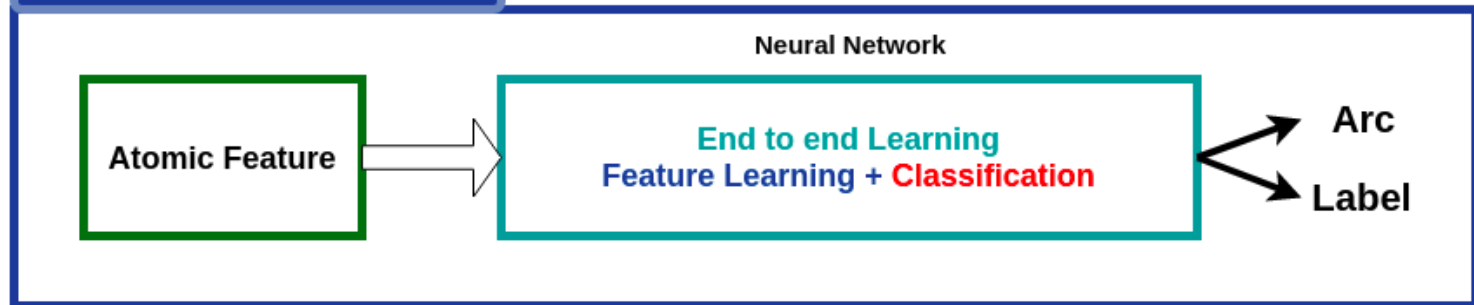 Neural Network
Atomic Feature
End to end Learning
Feature Learning + Classification
Arc
Label